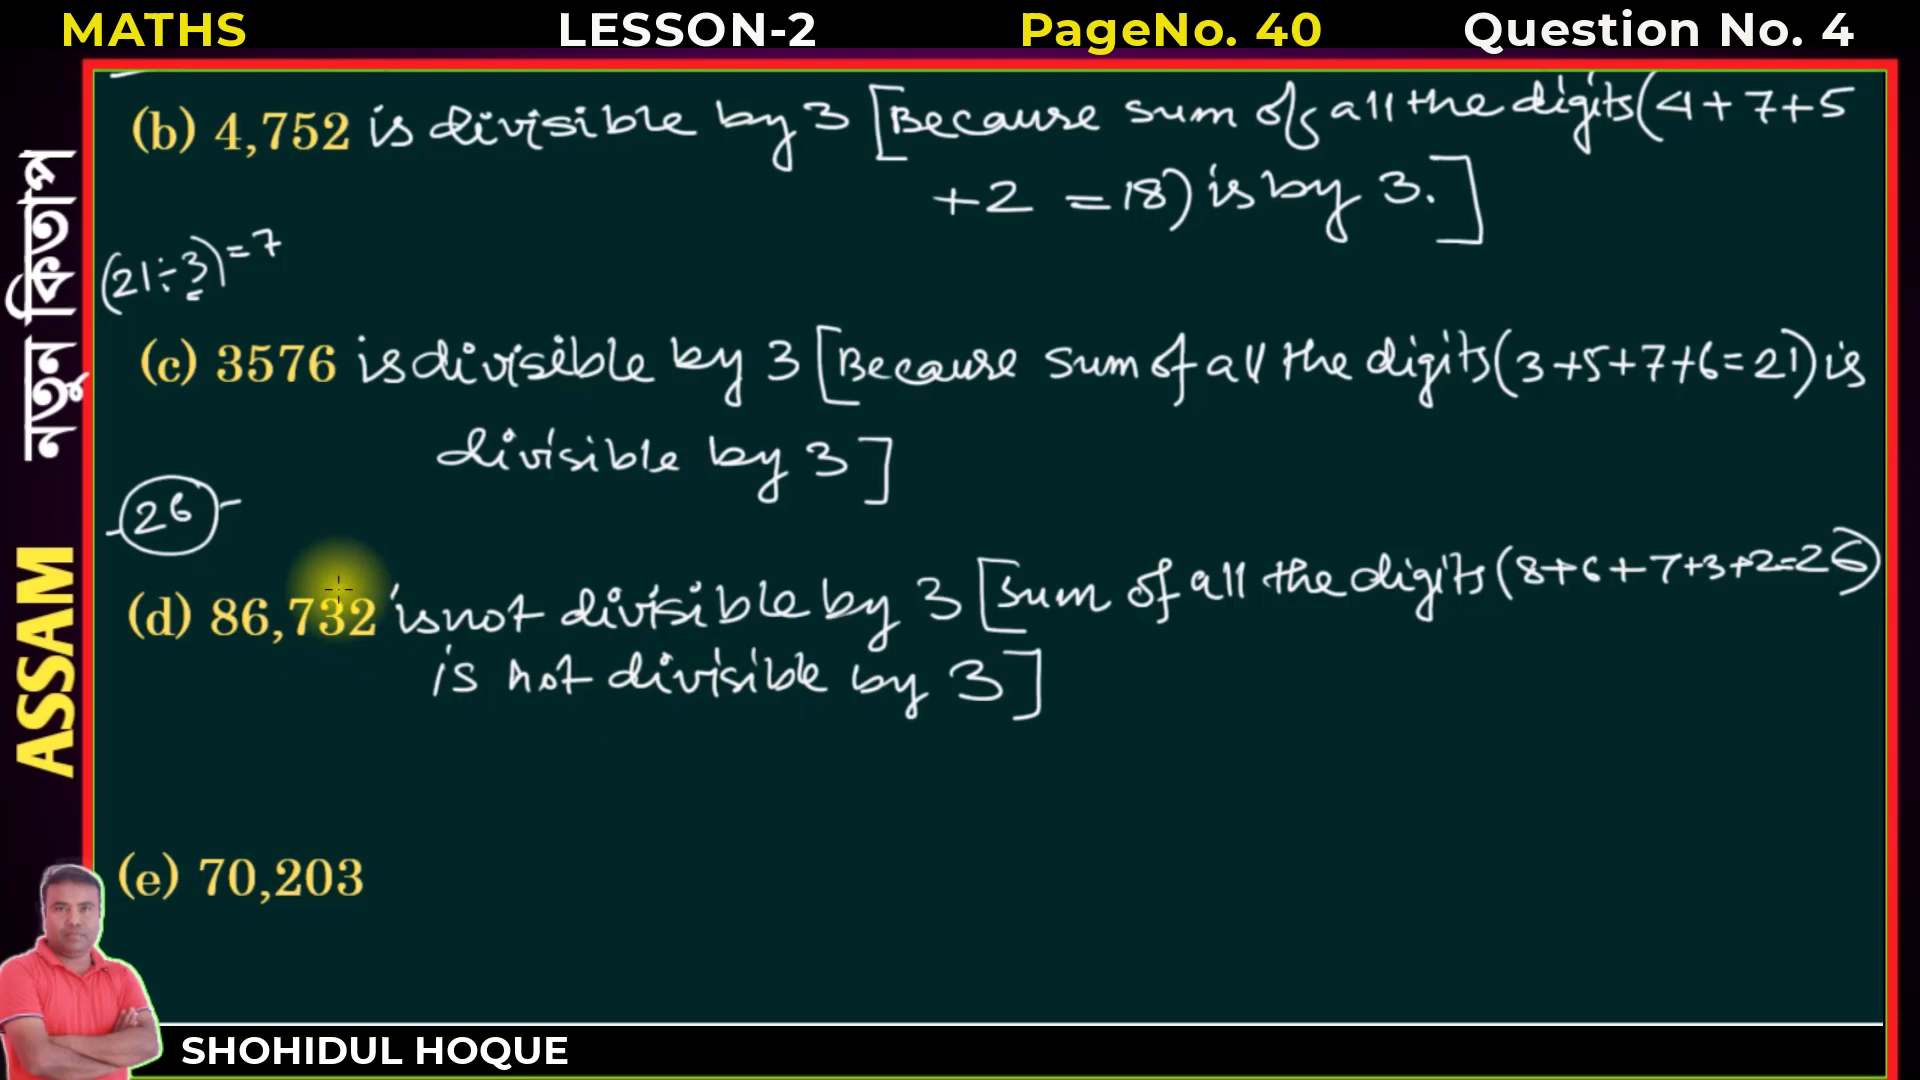 MATHS LESSON-2 PageNo. 40 Question No. 4
(b) 4,752 is divisible by 3 [Because sum of all the digits (4+7+5
+2 =18) is by 3.]
(21÷3)=7
(c) 3576 is divisible by 3 [Because sum of all the digits (3+5+7+6=21) is
divisible by 3]
26
(d) 86,732 is not divisible by 3 [sum of all the digits (8+6+7+3+2=26)
is not divisible by 3]
(e) 70,203
ASSAM নতুন কিতাপ
SHOHIDUL HOQUE